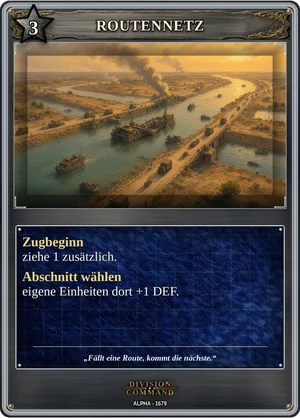 3
ROUTENNETZ
Zugbeginn
ziehe 1 zusätzlich.
Abschnitt wählen
eigene Einheiten dort +1 DEF.
„Fällt eine Route, kommt die nächste.“
DIVISION
COMMAND
ALPHA - 1679